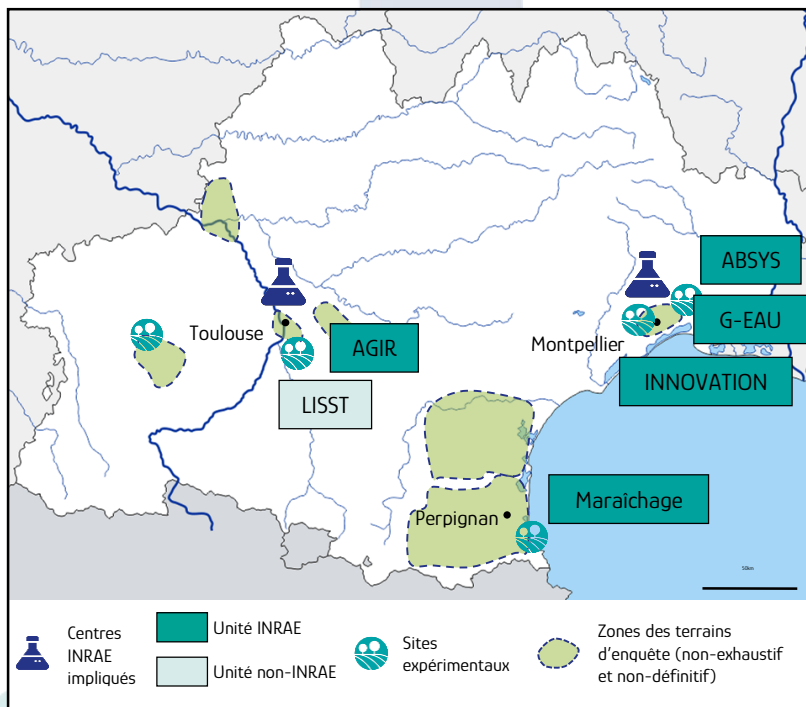 ABSYS
G-EAU
Toulouse
AGIR
Montpellier
INNOVATION
LISST
Maraîchage
Perpignan
50km
Centres
INRAE
impliqués
Unité INRAE
Unité non-INRAE
Sites
expérimentaux
Zones des terrains
d'enquête (non-exhaustif
et non-définitif)